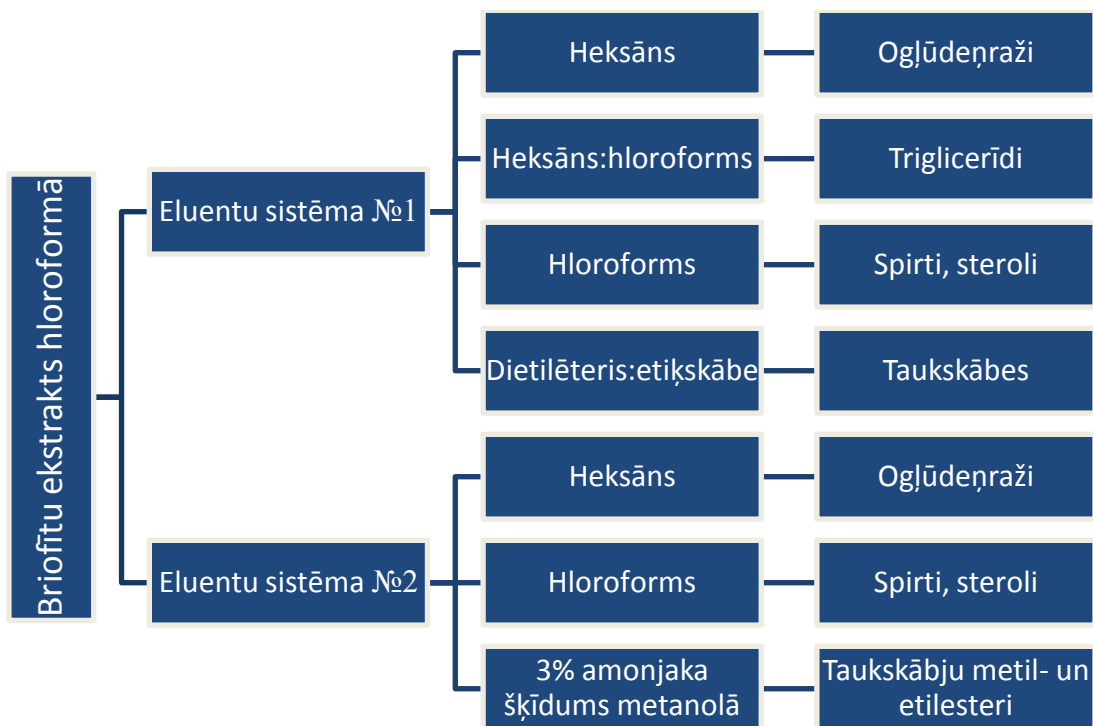 Briofītu ekstrakts hloroformā
Eluentu sistēma №1
Heksāns
Ogļūdeņraži
Heksāns:hloroforms
Triglicerīdi
Hloroforms
Spirti, steroli
Dietilēteris:etiķskābe
Taukskābes
Eluentu sistēma №2
Heksāns
Ogļūdeņraži
Hloroforms
Spirti, steroli
3% amonjaka
šķīdums metanolā
Taukskābju metil- un
etilesteri